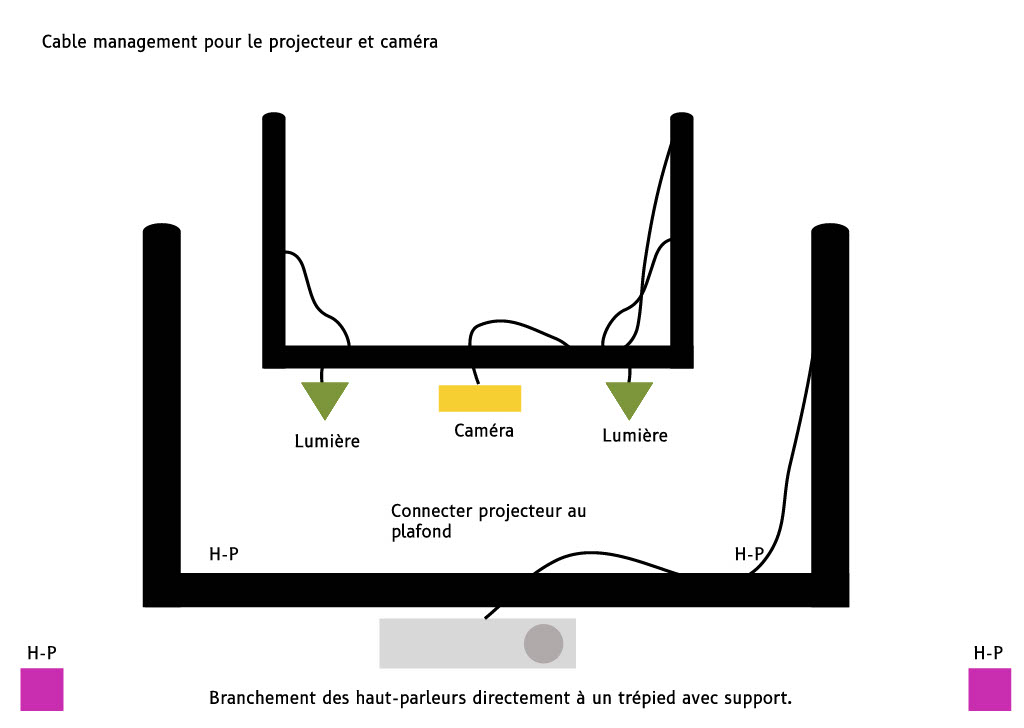 Cable management pour le projecteur et caméra
Lumière
Caméra
Lumière
Connecter projecteur au
plafond
H-P
H-P
H-P
H-P
Branchement des haut-parleurs directement à un trépied avec support.